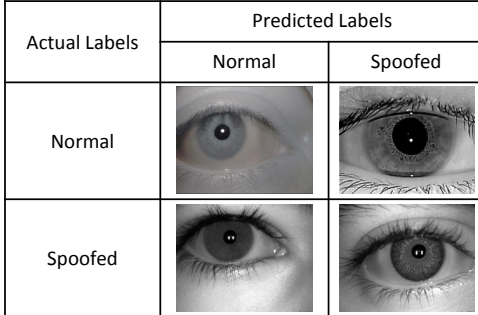 Actual Labels
Predicted Labels
Normal
Spoofed
Normal
Spoofed